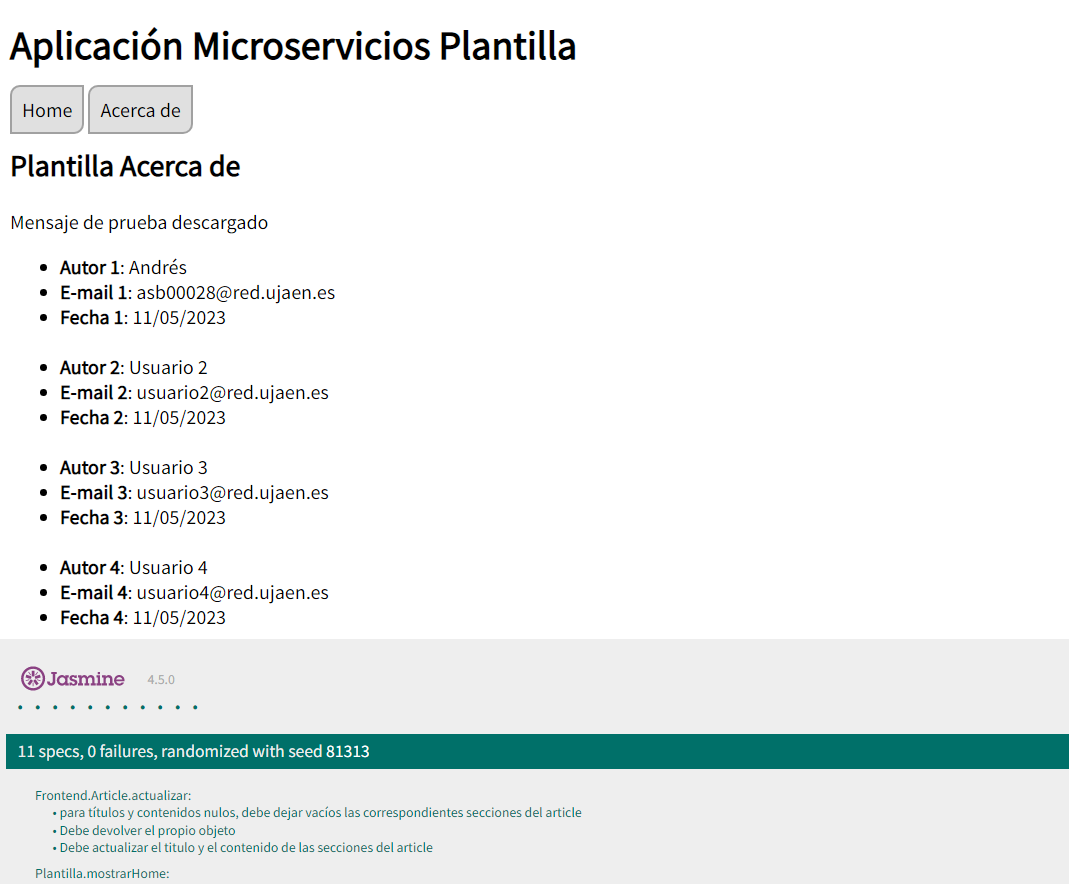 Aplicación Microservicios Plantilla
Home Acerca de
Plantilla Acerca de
Mensaje de prueba descargado
• Autor 1: Andrés
• E-mail 1: asb00028@red.ujaen.es
• Fecha 1: 11/05/2023
• Autor 2: Usuario 2
• E-mail 2: usuario2@red.ujaen.es
• Fecha 2: 11/05/2023
• Autor 3: Usuario 3
• E-mail 3: usuario3@red.ujaen.es
• Fecha 3: 11/05/2023
• Autor 4: Usuario 4
• E-mail 4: usuario4@red.ujaen.es
• Fecha 4: 11/05/2023
Jasmine 4.5.0
• • • • • • • • • • •
11 specs, 0 failures, randomized with seed 81313
Frontend.Article.actualizar:
• para títulos y contenidos nulos, debe dejar vacíos las correspondientes secciones del article
• Debe devolver el propio objeto
• Debe actualizar el titulo y el contenido de las secciones del article
Plantilla.mostrarHome: